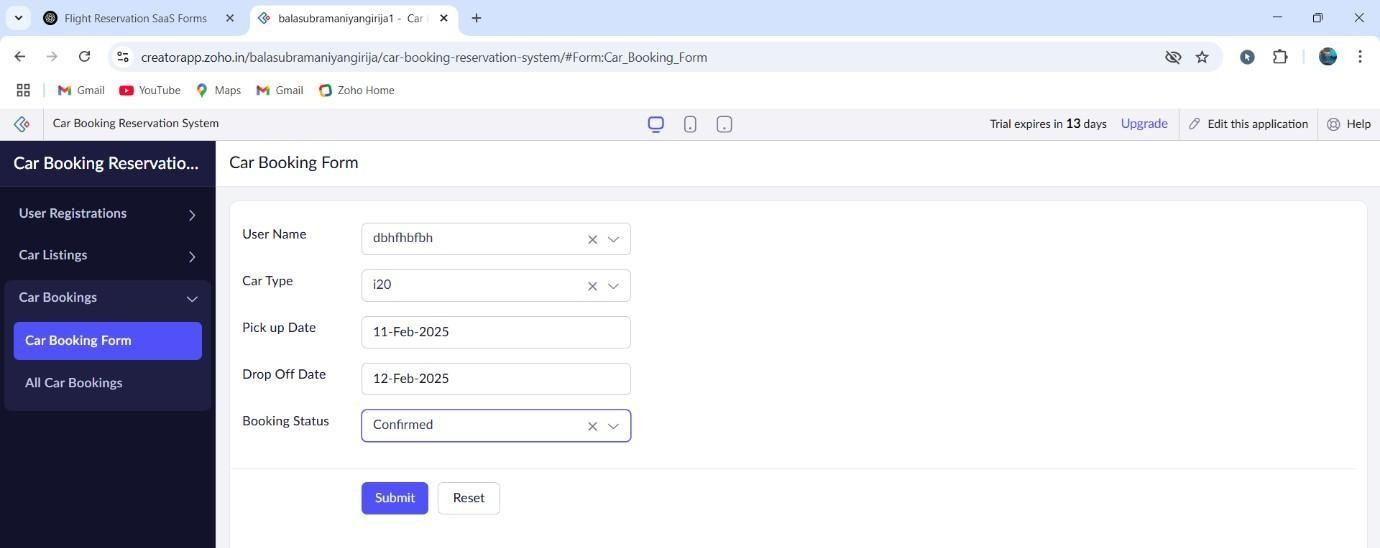 Flight Reservation SaaS Forms
balasubramaniyangirija1 - Car
creatorapp.zoho.in/balasubramaniyangirija/car-booking-reservation-system/#Form:Car_Booking_Form
Gmail YouTube Maps Gmail Zoho Home
Car Booking Reservation System
Trial expires in 13 days Upgrade Edit this application Help
Car Booking Reservatio...
Car Booking Form
User Registrations
Car Listings
Car Bookings
Car Booking Form
All Car Bookings
User Name dbhfhbfbh
Car Type i20
Pick up Date 11-Feb-2025
Drop Off Date 12-Feb-2025
Booking Status Confirmed
Submit Reset